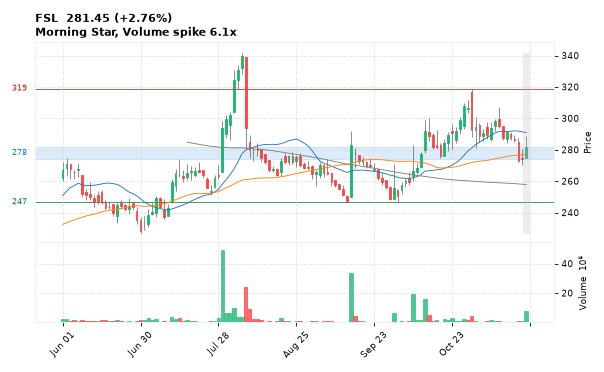 FSL 281.45 (+2.76%)
Morning Star, Volume spike 6.1x
319
278
247
340
320
300
280
260
240
Price
40
20
Volume 10⁶
Jun 01
Jun 30
Jul 28
Aug 25
Sep 23
Oct 23